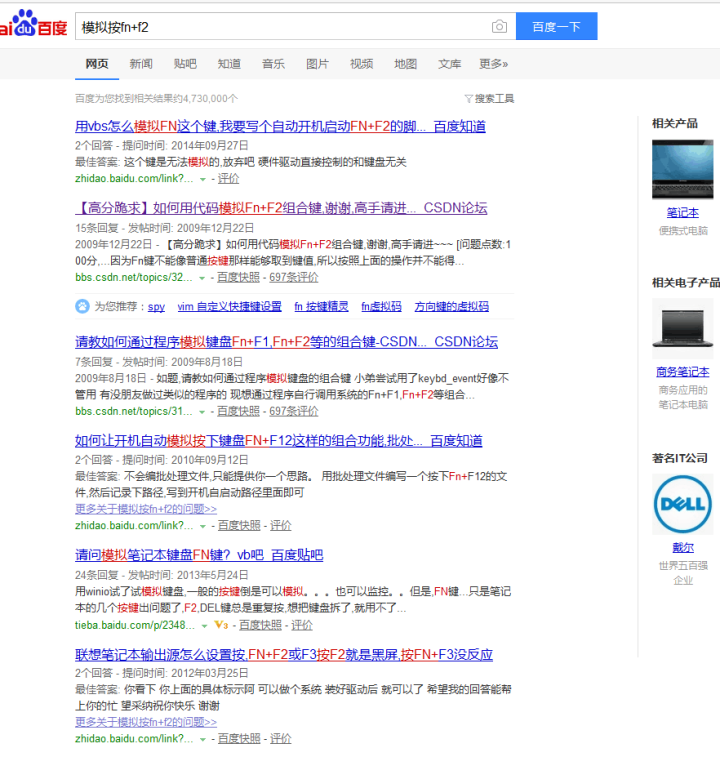 Bai du 百度 模拟按fn+f2 百度一下
网页 新闻 贴吧 知道 音乐 图片 视频 地图 文库 更多»
百度为您找到相关结果约4,730,000个 搜索工具
用vbs怎么模拟FN这个键,我要写个自动开机启动FN+F2的脚..._百度知道
2个回答 - 提问时间: 2014年09月27日
最佳答案: 这个键是无法模拟的,放弃吧 硬件驱动直接控制的和键盘无关
zhidao.baidu.com/link?... - 评价
【高分跪求】如何用代码模拟Fn+F2组合键,谢谢,高手请进..._CSDN论坛
15条回复 - 发帖时间: 2009年12月22日
2009年12月22日 - 【高分跪求】如何用代码模拟Fn+F2组合键,谢谢,高手请进~~~ [问题点数:1
00分,...因为Fn键不能像普通按键那样能够取到键值,所以按照上面的操作并不能得...
bbs.csdn.net/topics/32... - 百度快照 - 697条评价
为您推荐: spy vim 自定义快捷键设置 fn 按键精灵 fn虚拟码 方向键的虚拟码
请教如何通过程序模拟键盘Fn+F1,Fn+F2等的组合键-CSDN..._CSDN论坛
7条回复 - 发帖时间: 2009年8月18日
2009年8月18日 - 如题,请教如何通过程序模拟键盘的组合键 小弟尝试用了keybd_event好像不
管用 有没朋友做过类似的程序的 现想通过程序自行调用系统的Fn+F1,Fn+F2等组合...
bbs.csdn.net/topics/31... - 百度快照 - 697条评价
如何让开机自动模拟按下键盘FN+F12这样的组合功能,批处..._百度知道
2个回答 - 提问时间: 2010年09月12日
最佳答案: 不会编批处理文件,只能提供你一个思路。 用批处理文件编写一个按下Fn+F12的文
件,然后记录下路径,写到开机自启动路径里面即可
更多关于模拟按fn+f2的问题>>
zhidao.baidu.com/link?... - 百度快照 - 评价
请问模拟笔记本键盘FN键?_vb吧_百度贴吧
24条回复 - 发帖时间: 2013年5月24日
用winio试了试模拟键盘,一般的按键倒是可以模拟。。。也可以监控。。但是,FN键...只是笔记
本的几个按键出问题了,F2,DEL键总是重复按,想把键盘拆了,就用不了...
tieba.baidu.com/p/2348... V3 - 百度快照 - 评价
联想笔记本输出源怎么设置按,FN+F2或F3按F2就是黑屏,按FN+F3没反应
2个回答 - 提问时间: 2012年03月25日
最佳答案: 你看下 你上面的具体标示阿 可以做个系统 装好驱动后 就可以了 希望我的回答能帮
上你的忙 望采纳祝你快乐 谢谢
更多关于模拟按fn+f2的问题>>
zhidao.baidu.com/link?... - 百度快照 - 评价
相关产品
笔记本
便携式电脑
相关电子产品
商务笔记本
商务应用的
笔记本电脑
著名IT公司
DELL
戴尔
世界五百强
企业